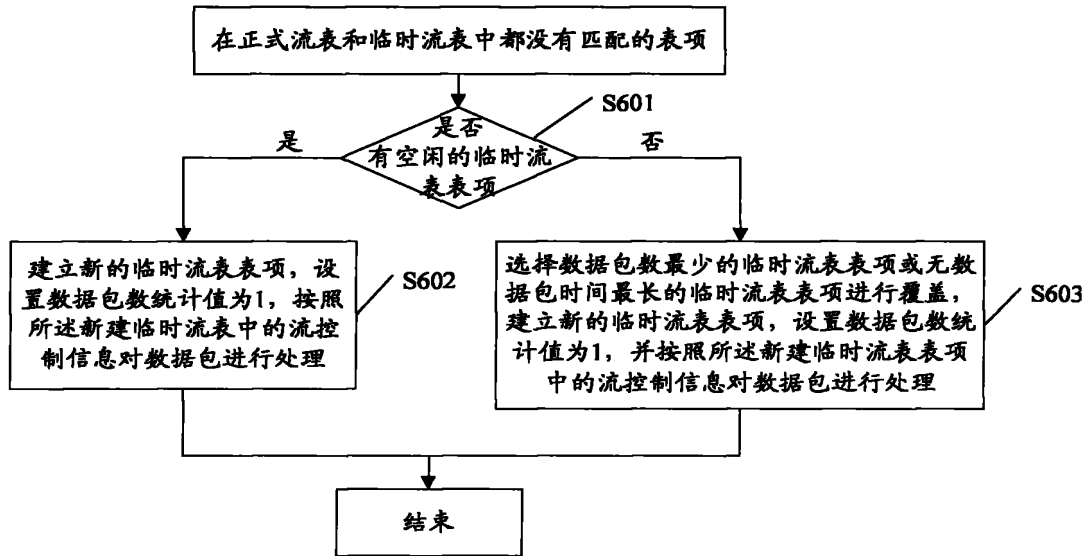 在正式流表和临时流表中都没有匹配的表项
S601
是否
有空闲的临时流
表表项
是
否
建立新的临时流表表项，设
置数据包数统计值为1，按照
所述新建临时流表中的流控
制信息对数据包进行处理
S602
选择数据包数最少的临时流表表项或无数
据包时间最长的临时流表表项进行覆盖，
建立新的临时流表表项，设置数据包数统
计值为1，并按照所述新建临时流表表项
中的流控制信息对数据包进行处理
S603
结束